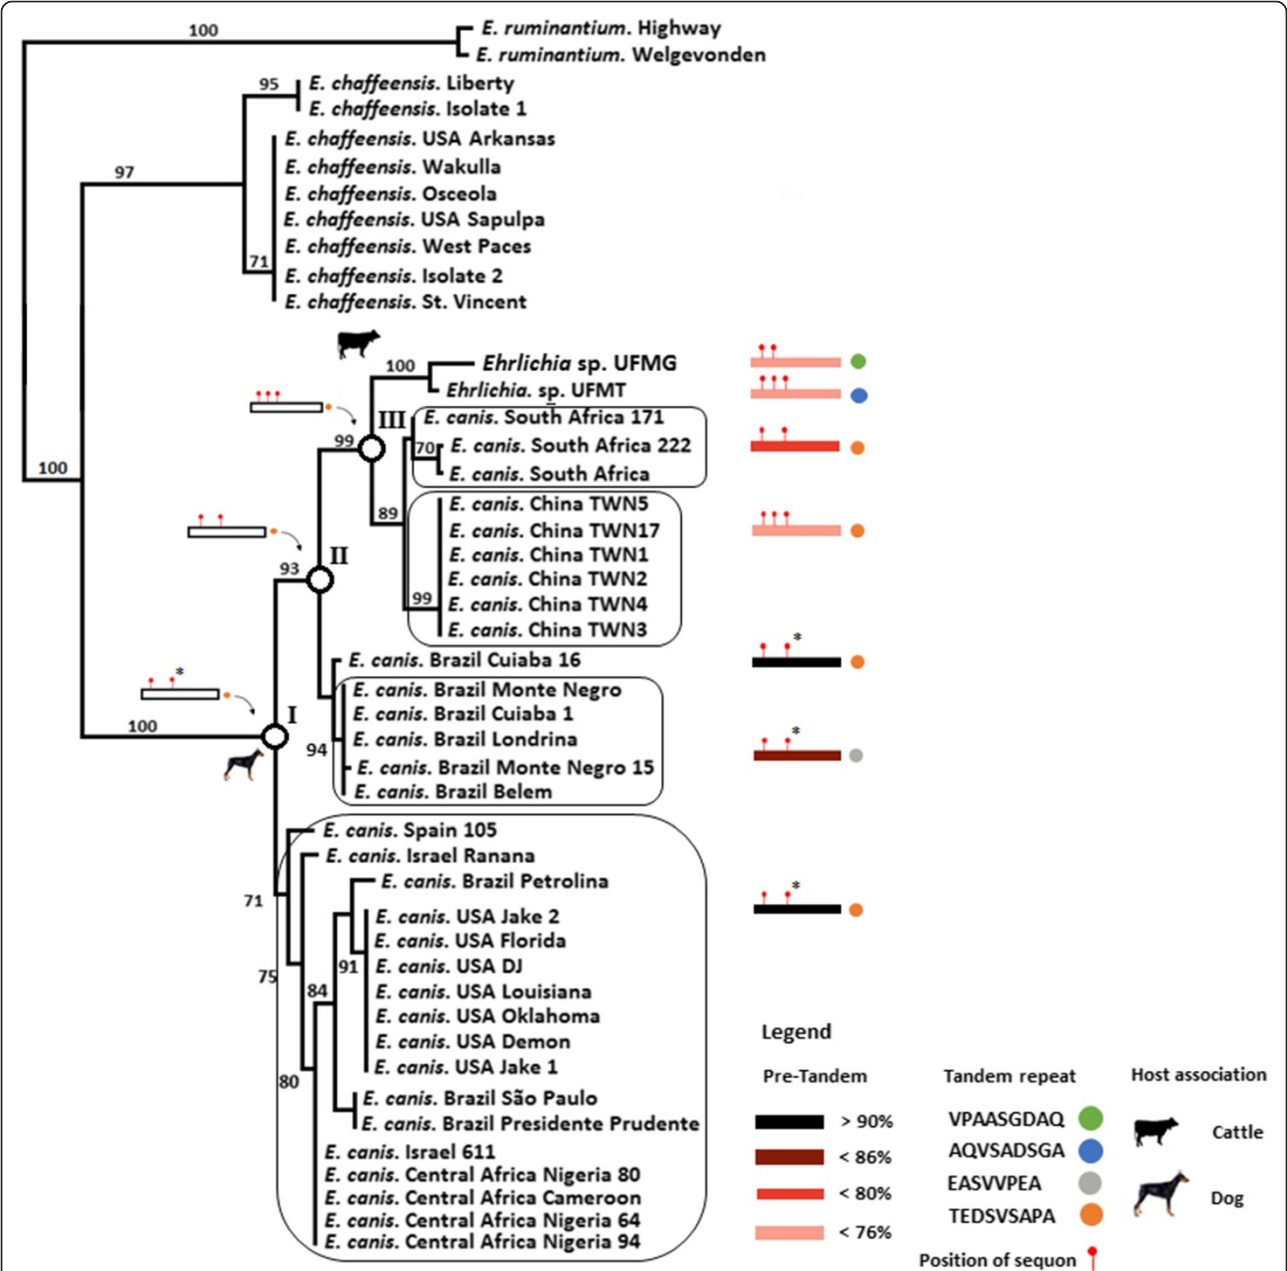 100
E. ruminantium. Highway
E. ruminantium. Welgevonden
95
E. chaffeensis. Liberty
E. chaffeensis. Isolate 1
E. chaffeensis. USA Arkansas
97
E. chaffeensis. Wakulla
E. chaffeensis. Osceola
E. chaffeensis. USA Sapulpa
E. chaffeensis. West Paces
71
E. chaffeensis. Isolate 2
E. chaffeensis. St. Vincent
100
Ehrlichia sp. UFMG
Ehrlichia. sp. UFMT
III
E. canis. South Africa 171
99
70
E. canis. South Africa 222
100
E. canis. South Africa
E. canis. China TWN5
89
E. canis. China TWN17
II
E. canis. China TWN1
93
E. canis. China TWN2
99
E. canis. China TWN4
E. canis. China TWN3
*
E. canis. Brazil Cuiaba 16
*
E. canis. Brazil Monte Negro
I
E. canis. Brazil Cuiaba 1
100
*
E. canis. Brazil Londrina
94
E. canis. Brazil Monte Negro 15
E. canis. Brazil Belem
E. canis. Spain 105
E. canis. Israel Ranana
E. canis. Brazil Petrolina
*
71
E. canis. USA Jake 2
E. canis. USA Florida
75
91
E. canis. USA DJ
84
E. canis. USA Louisiana
E. canis. USA Oklahoma
E. canis. USA Demon
80
E. canis. USA Jake 1
E. canis. Brazil São Paulo
E. canis. Brazil Presidente Prudente
E. canis. Israel 611
E. canis. Central Africa Nigeria 80
E. canis. Central Africa Cameroon
E. canis. Central Africa Nigeria 64
E. canis. Central Africa Nigeria 94
Legend
Pre-Tandem
> 90%
< 86%
< 80%
< 76%
Tandem repeat
VPAASGDAQ
AQVSADSGA
EASVVPEA
TEDSVSAPA
Position of sequon
Host association
Cattle
Dog